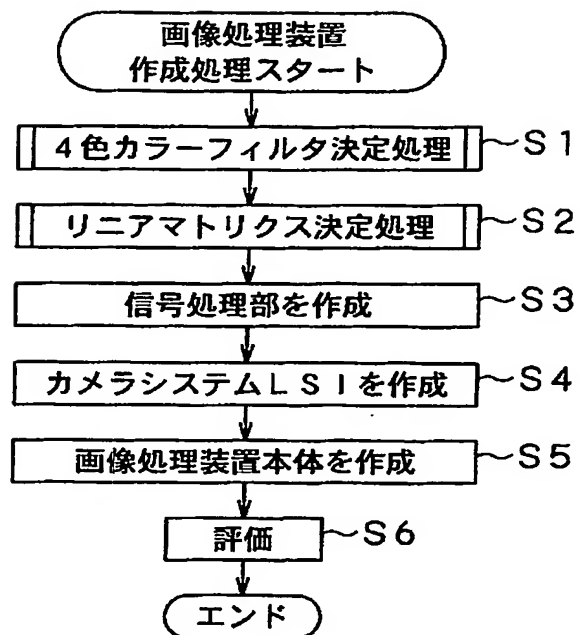 画像処理装置
作成処理スタート
4色カラーフィルタ決定処理 S1
リニアマトリクス決定処理 S2
信号処理部を作成 S3
カメラシステムLSIを作成 S4
画像処理装置本体を作成 S5
評価 S6
エンド